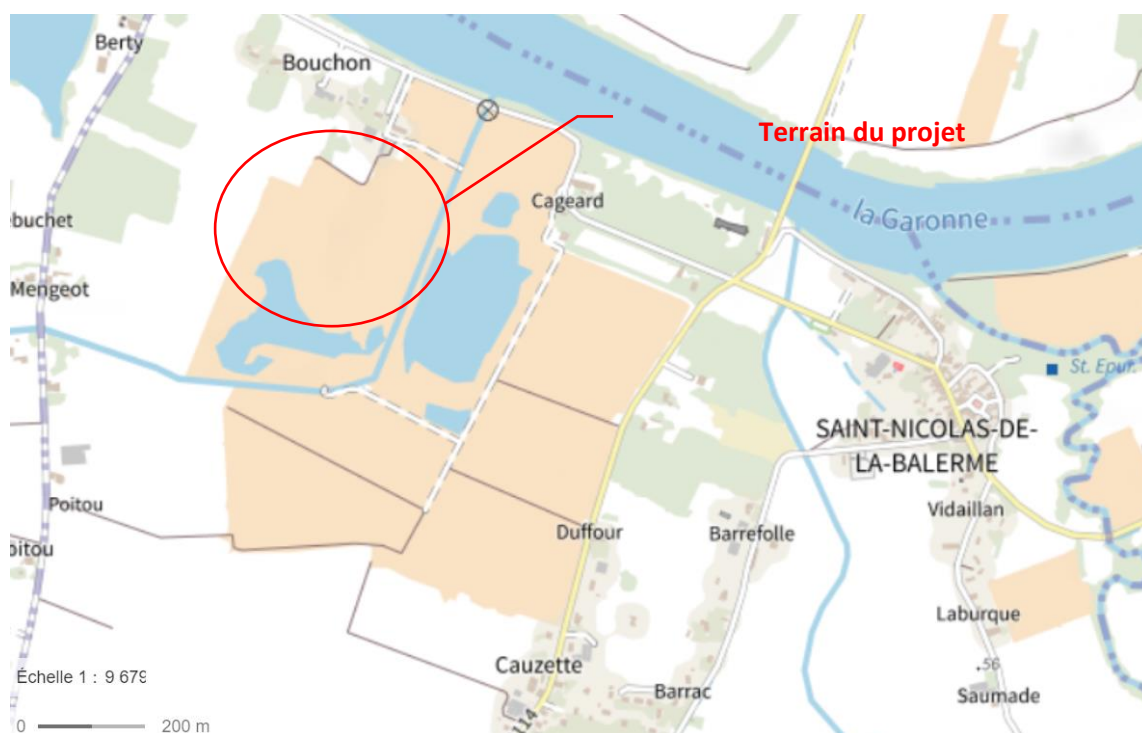 Berty
Bouchon
Terrain du projet
Cageard
la Garonne
ebuchet
Mengeot
St. Epur.
SAINT-NICOLAS-DE-
LA-BALERME
Poitou
Vidaillan
Duffour
Barrefolle
oitou
Laburque
Cauzette
56
Échelle 1 : 9 679
Barrac
Saumade
114
0
200 m